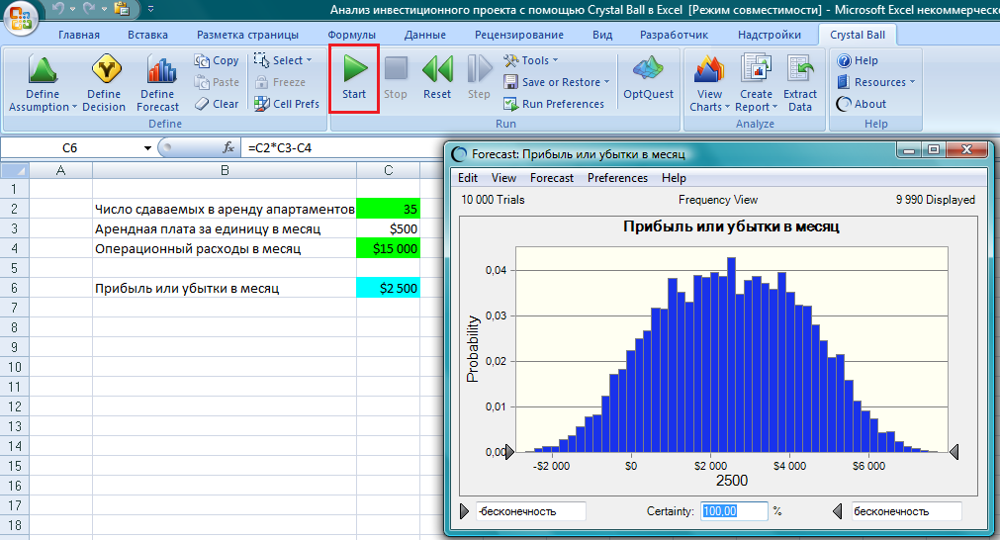 Анализ инвестиционного проекта с помощью Crystal Ball в Excel [Режим совместимости] - Microsoft Excel некоммерческо
Главная Вставка Разметка страницы Формулы Данные Рецензирование Вид Разработчик Надстройки Crystal Ball
Define Assumption
Define Decision
Define Forecast
Copy
Paste
Clear
Select
Freeze
Cell Prefs
Define
Start
Stop
Reset
Step
Tools
Save or Restore
Run Preferences
OptQuest
Run
View Charts
Create Report
Extract Data
Analyze
Help
Resources
About
Help
C6 fx =C2*C3-C4
A B C
1
2 Число сдаваемых в аренду апартаментов 35
3 Арендная плата за единицу в месяц $500
4 Операционный расходы в месяц $15 000
5
6 Прибыль или убытки в месяц $2 500
7
8
9
10
11
12
13
14
15
16
17
18
Forecast: Прибыль или убытки в месяц
Edit View Forecast Preferences Help
10 000 Trials Frequency View 9 990 Displayed
Прибыль или убытки в месяц
Probability
0,04
0,03
0,02
0,01
0,00
-$2 000 $0 $2 000 $4 000 $6 000
2500
-бесконечность Certainty: 100,00 % бесконечность